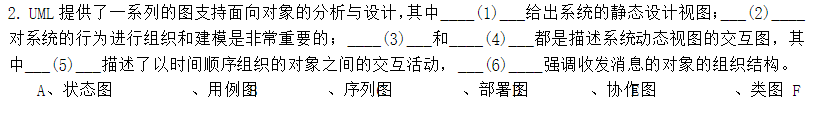 2. UML 提供了一系列的图支持面向对象的分析与设计，其中____(1)___给出系统的静态设计视图；___(2)____
对系统的行为进行组织和建模是非常重要的；____(3)___和____(4)___都是描述系统动态视图的交互图，其
中___(5)___描述了以时间顺序组织的对象之间的交互活动，___(6)____强调收发消息的对象的组织结构。
A、状态图 、用例图 、序列图 、部署图 、协作图 、类图 F